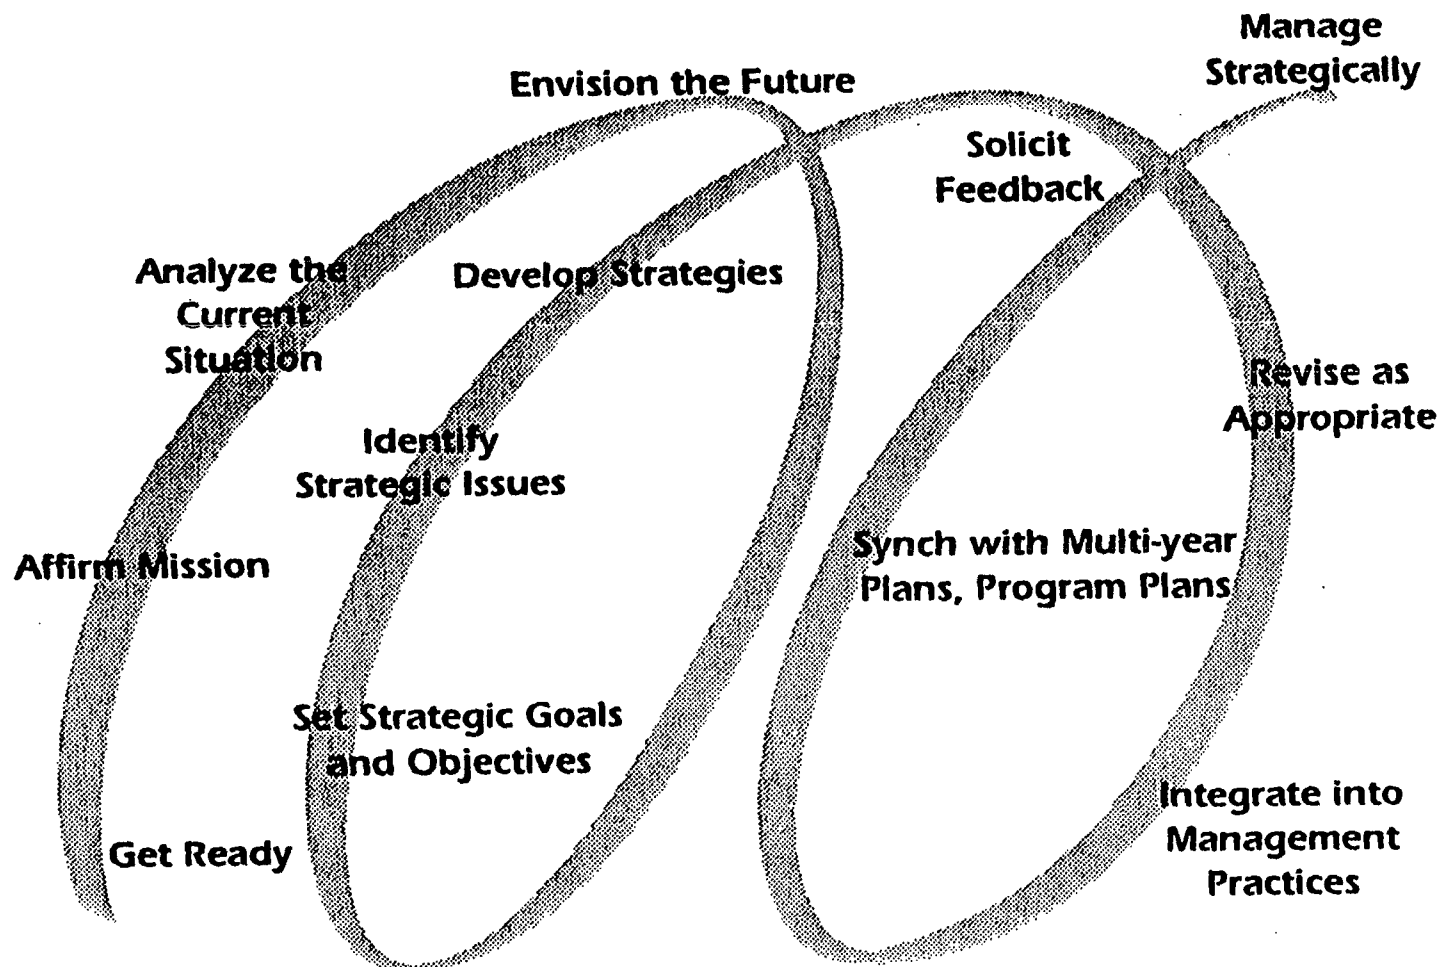 Manage
Strategically
Envision the Future
Solicit
Feedback
Analyze the
Current
Situation
Develop Strategies
Revise as
Appropriate
Identify
Strategic Issues
Synch with Multi-year
Plans, Program Plans
Affirm Mission
Set Strategic Goals
and Objectives
Integrate into
Management
Practices
Get Ready